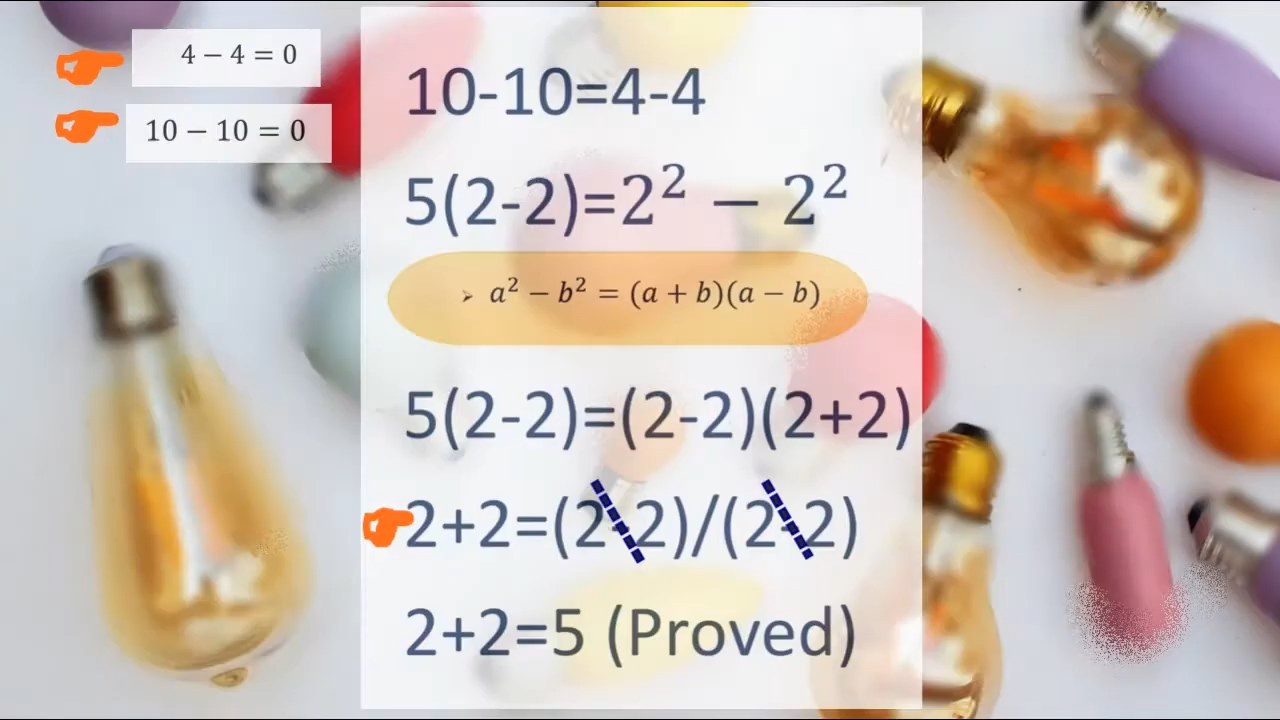 4 − 4 = 0
10 − 10 = 0
10-10=4-4
5(2-2)=2² − 2²
➢ a² − b² = (a + b)(a − b)
5(2-2)=(2-2)(2+2)
2+2=(2-2)/(2-2)
2+2=5 (Proved)